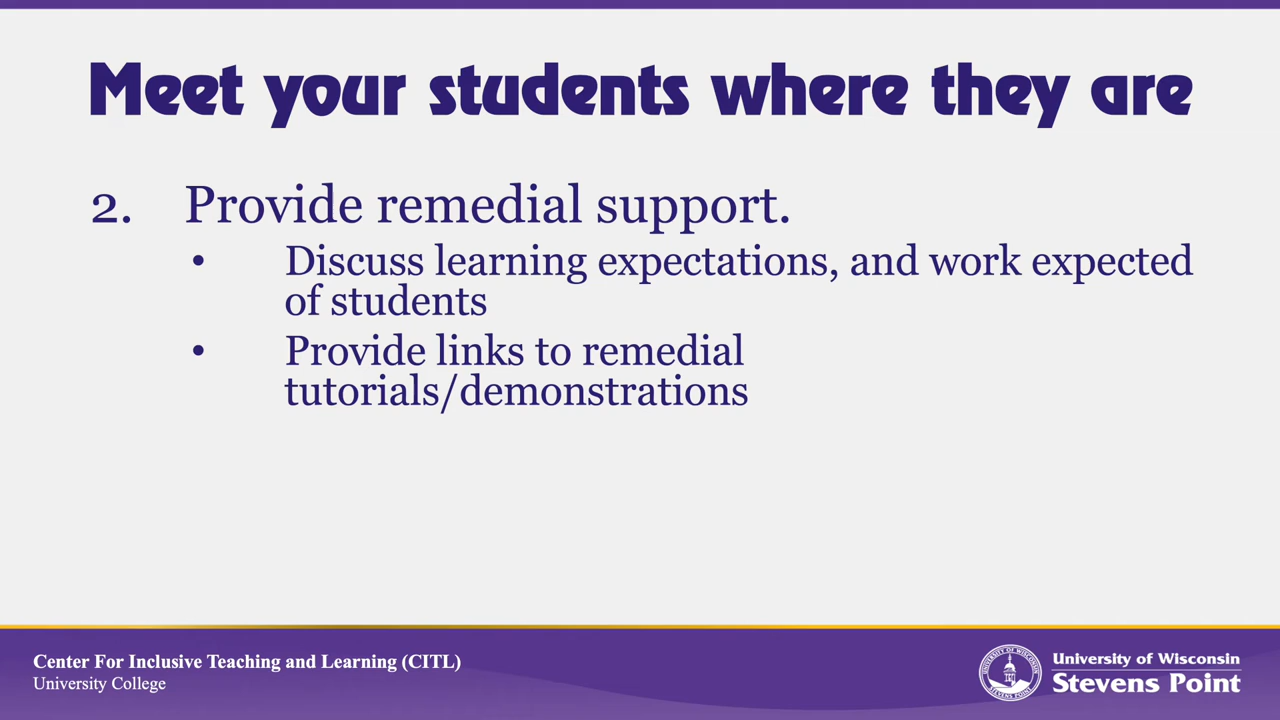 Meet your students where they are
2. Provide remedial support.
• Discuss learning expectations, and work expected
of students
• Provide links to remedial
tutorials/demonstrations
Center For Inclusive Teaching and Learning (CITL)
University College
University of Wisconsin
Stevens Point